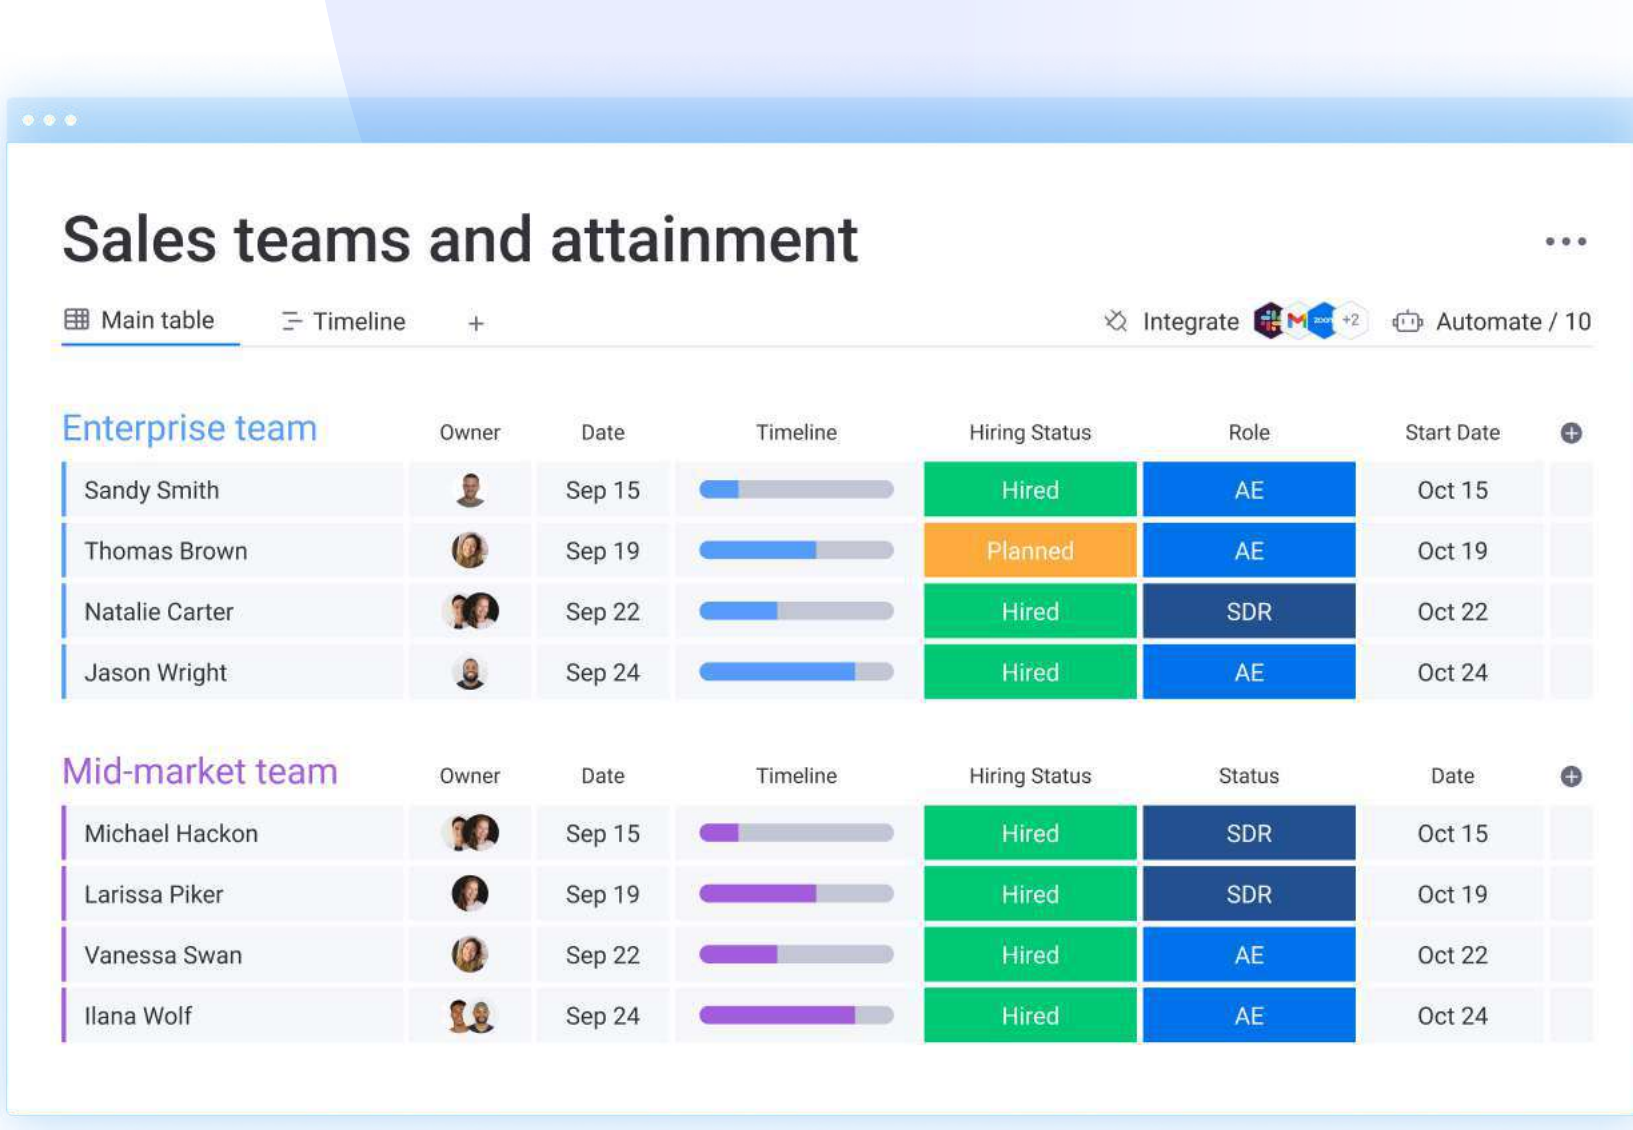 Sales teams and attainment
Main table Timeline + Integrate zoom +2 Automate / 10
Enterprise team Owner Date Timeline Hiring Status Role Start Date
Sandy Smith Sep 15 Hired AE Oct 15
Thomas Brown Sep 19 Planned AE Oct 19
Natalie Carter Sep 22 Hired SDR Oct 22
Jason Wright Sep 24 Hired AE Oct 24
Mid-market team Owner Date Timeline Hiring Status Status Date
Michael Hackon Sep 15 Hired SDR Oct 15
Larissa Piker Sep 19 Hired SDR Oct 19
Vanessa Swan Sep 22 Hired AE Oct 22
Ilana Wolf Sep 24 Hired AE Oct 24